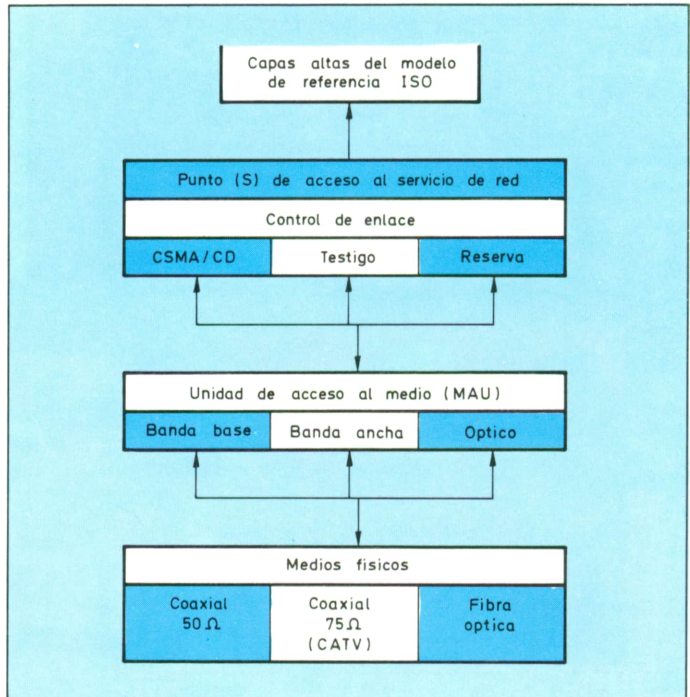 Capas altas del modelo
de referencia ISO
Punto (S) de acceso al servicio de red
Control de enlace
CSMA/CD
Testigo
Reserva
Unidad de acceso al medio (MAU)
Banda base
Banda ancha
Optico
Medios fisicos
Coaxial
50Ω
Coaxial
75Ω
(CATV)
Fibra
optica